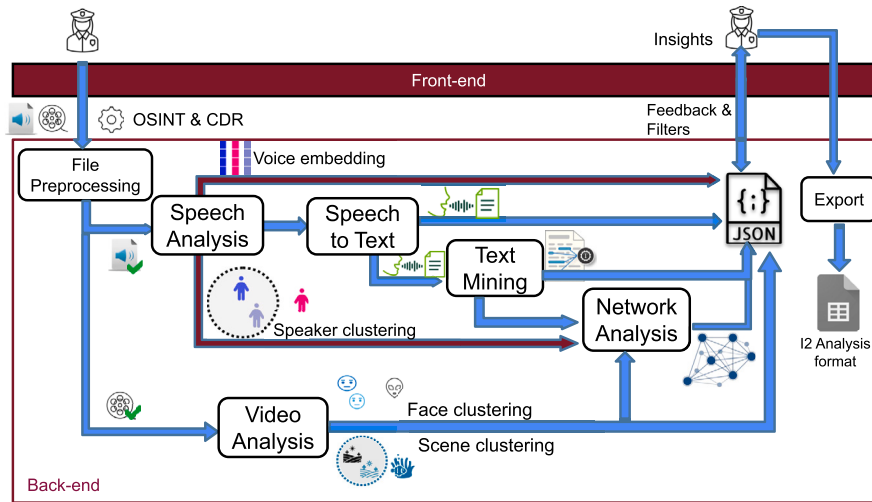 Insights
Front-end
OSINT & CDR
Feedback &
Filters
File
Preprocessing
Voice embedding
Speech
Analysis
Speech
to Text
{;}
JSON
Export
Text
Mining
Network
Analysis
Speaker clustering
I2 Analysis
format
Video
Analysis
Face clustering
Scene clustering
Back-end